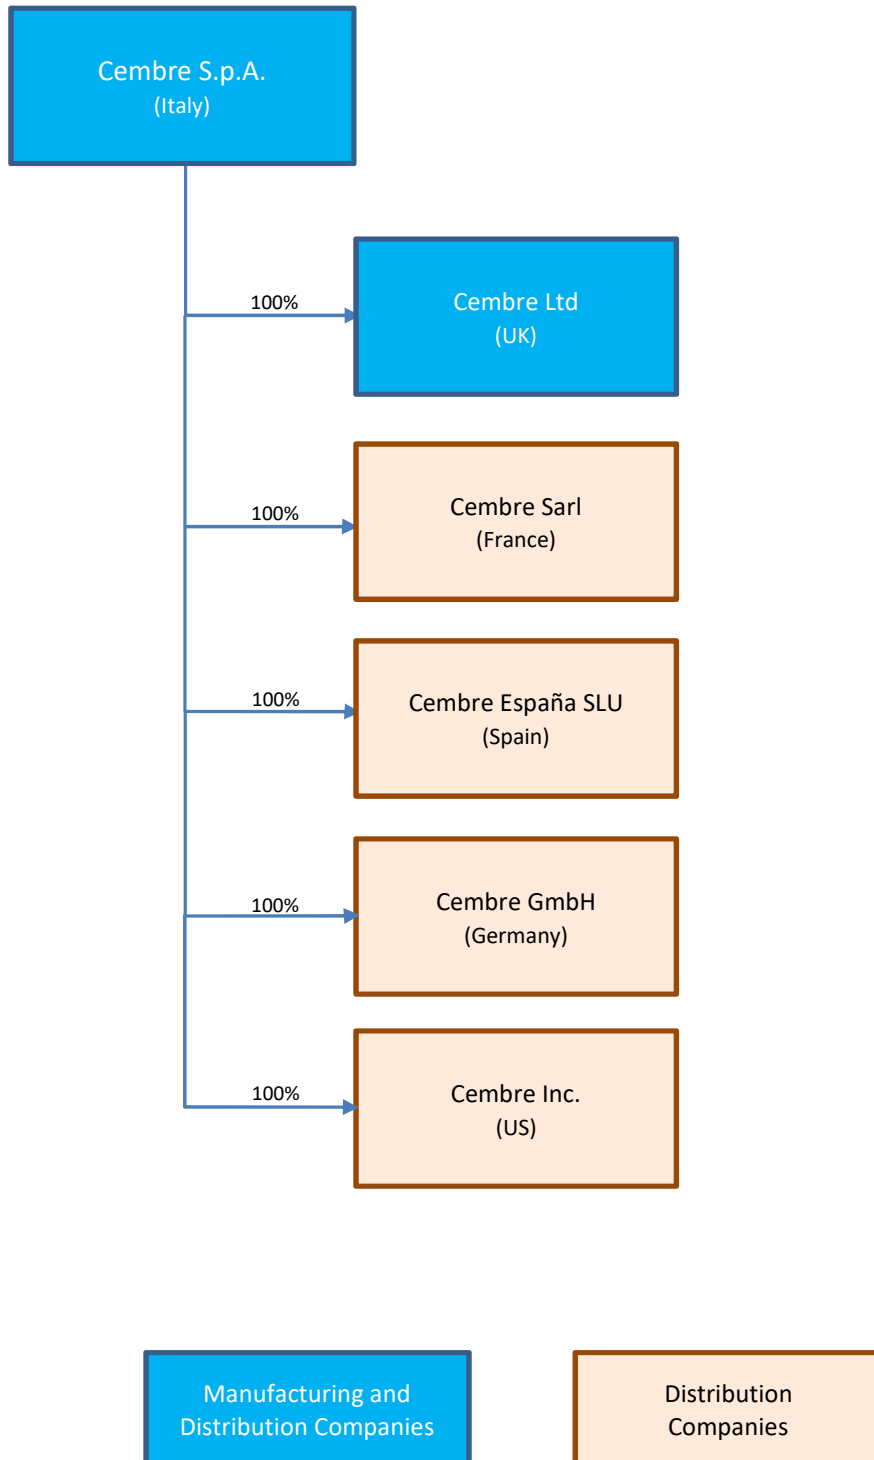 Cembre S.p.A.
(Italy)
100%
Cembre Ltd
(UK)
100%
Cembre Sarl
(France)
100%
Cembre España SLU
(Spain)
100%
Cembre GmbH
(Germany)
100%
Cembre Inc.
(US)
Manufacturing and
Distribution Companies
Distribution
Companies